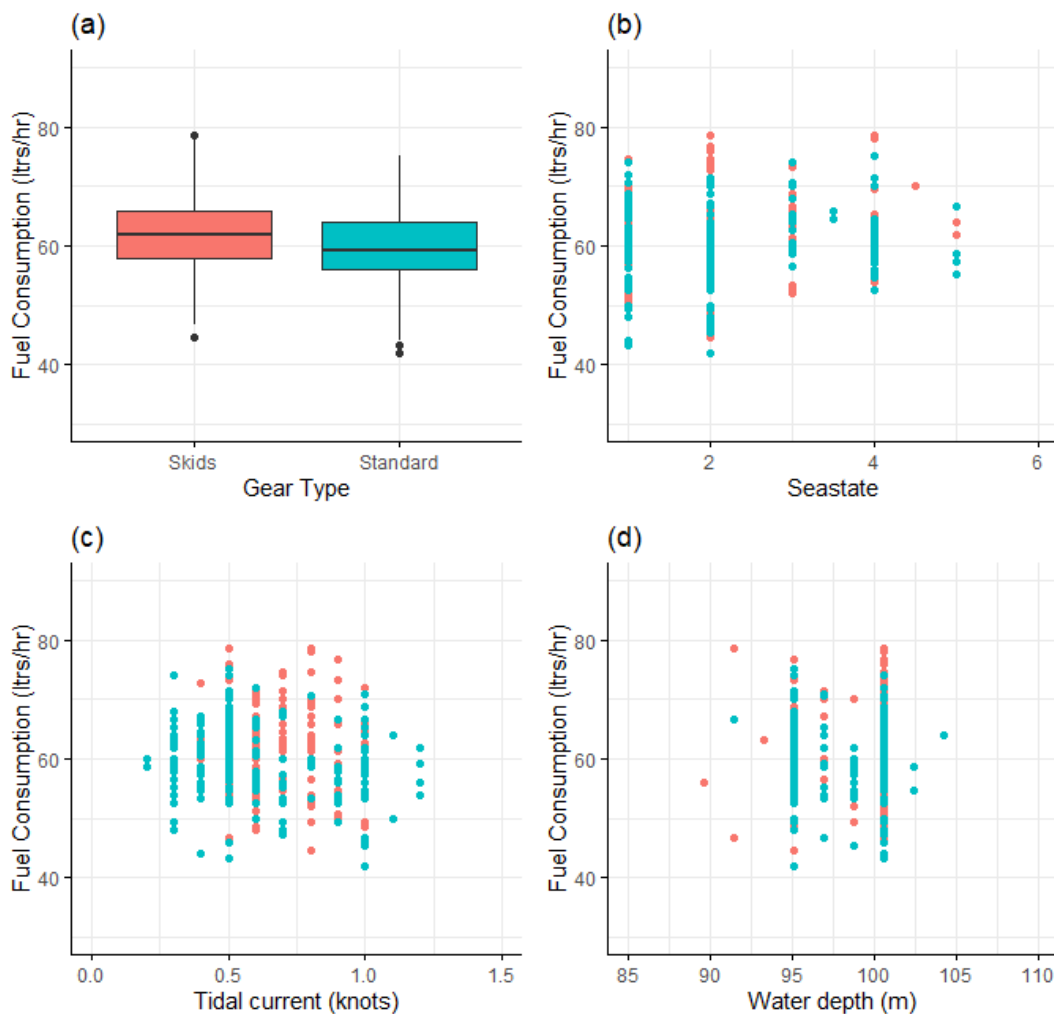 (a)
Fuel Consumption (ltrs/hr)
80
60
40
Skids Standard
Gear Type
(b)
Fuel Consumption (ltrs/hr)
80
60
40
2 4 6
Seastate
(c)
Fuel Consumption (ltrs/hr)
80
60
40
0.0 0.5 1.0 1.5
Tidal current (knots)
(d)
Fuel Consumption (ltrs/hr)
80
60
40
85 90 95 100 105 110
Water depth (m)